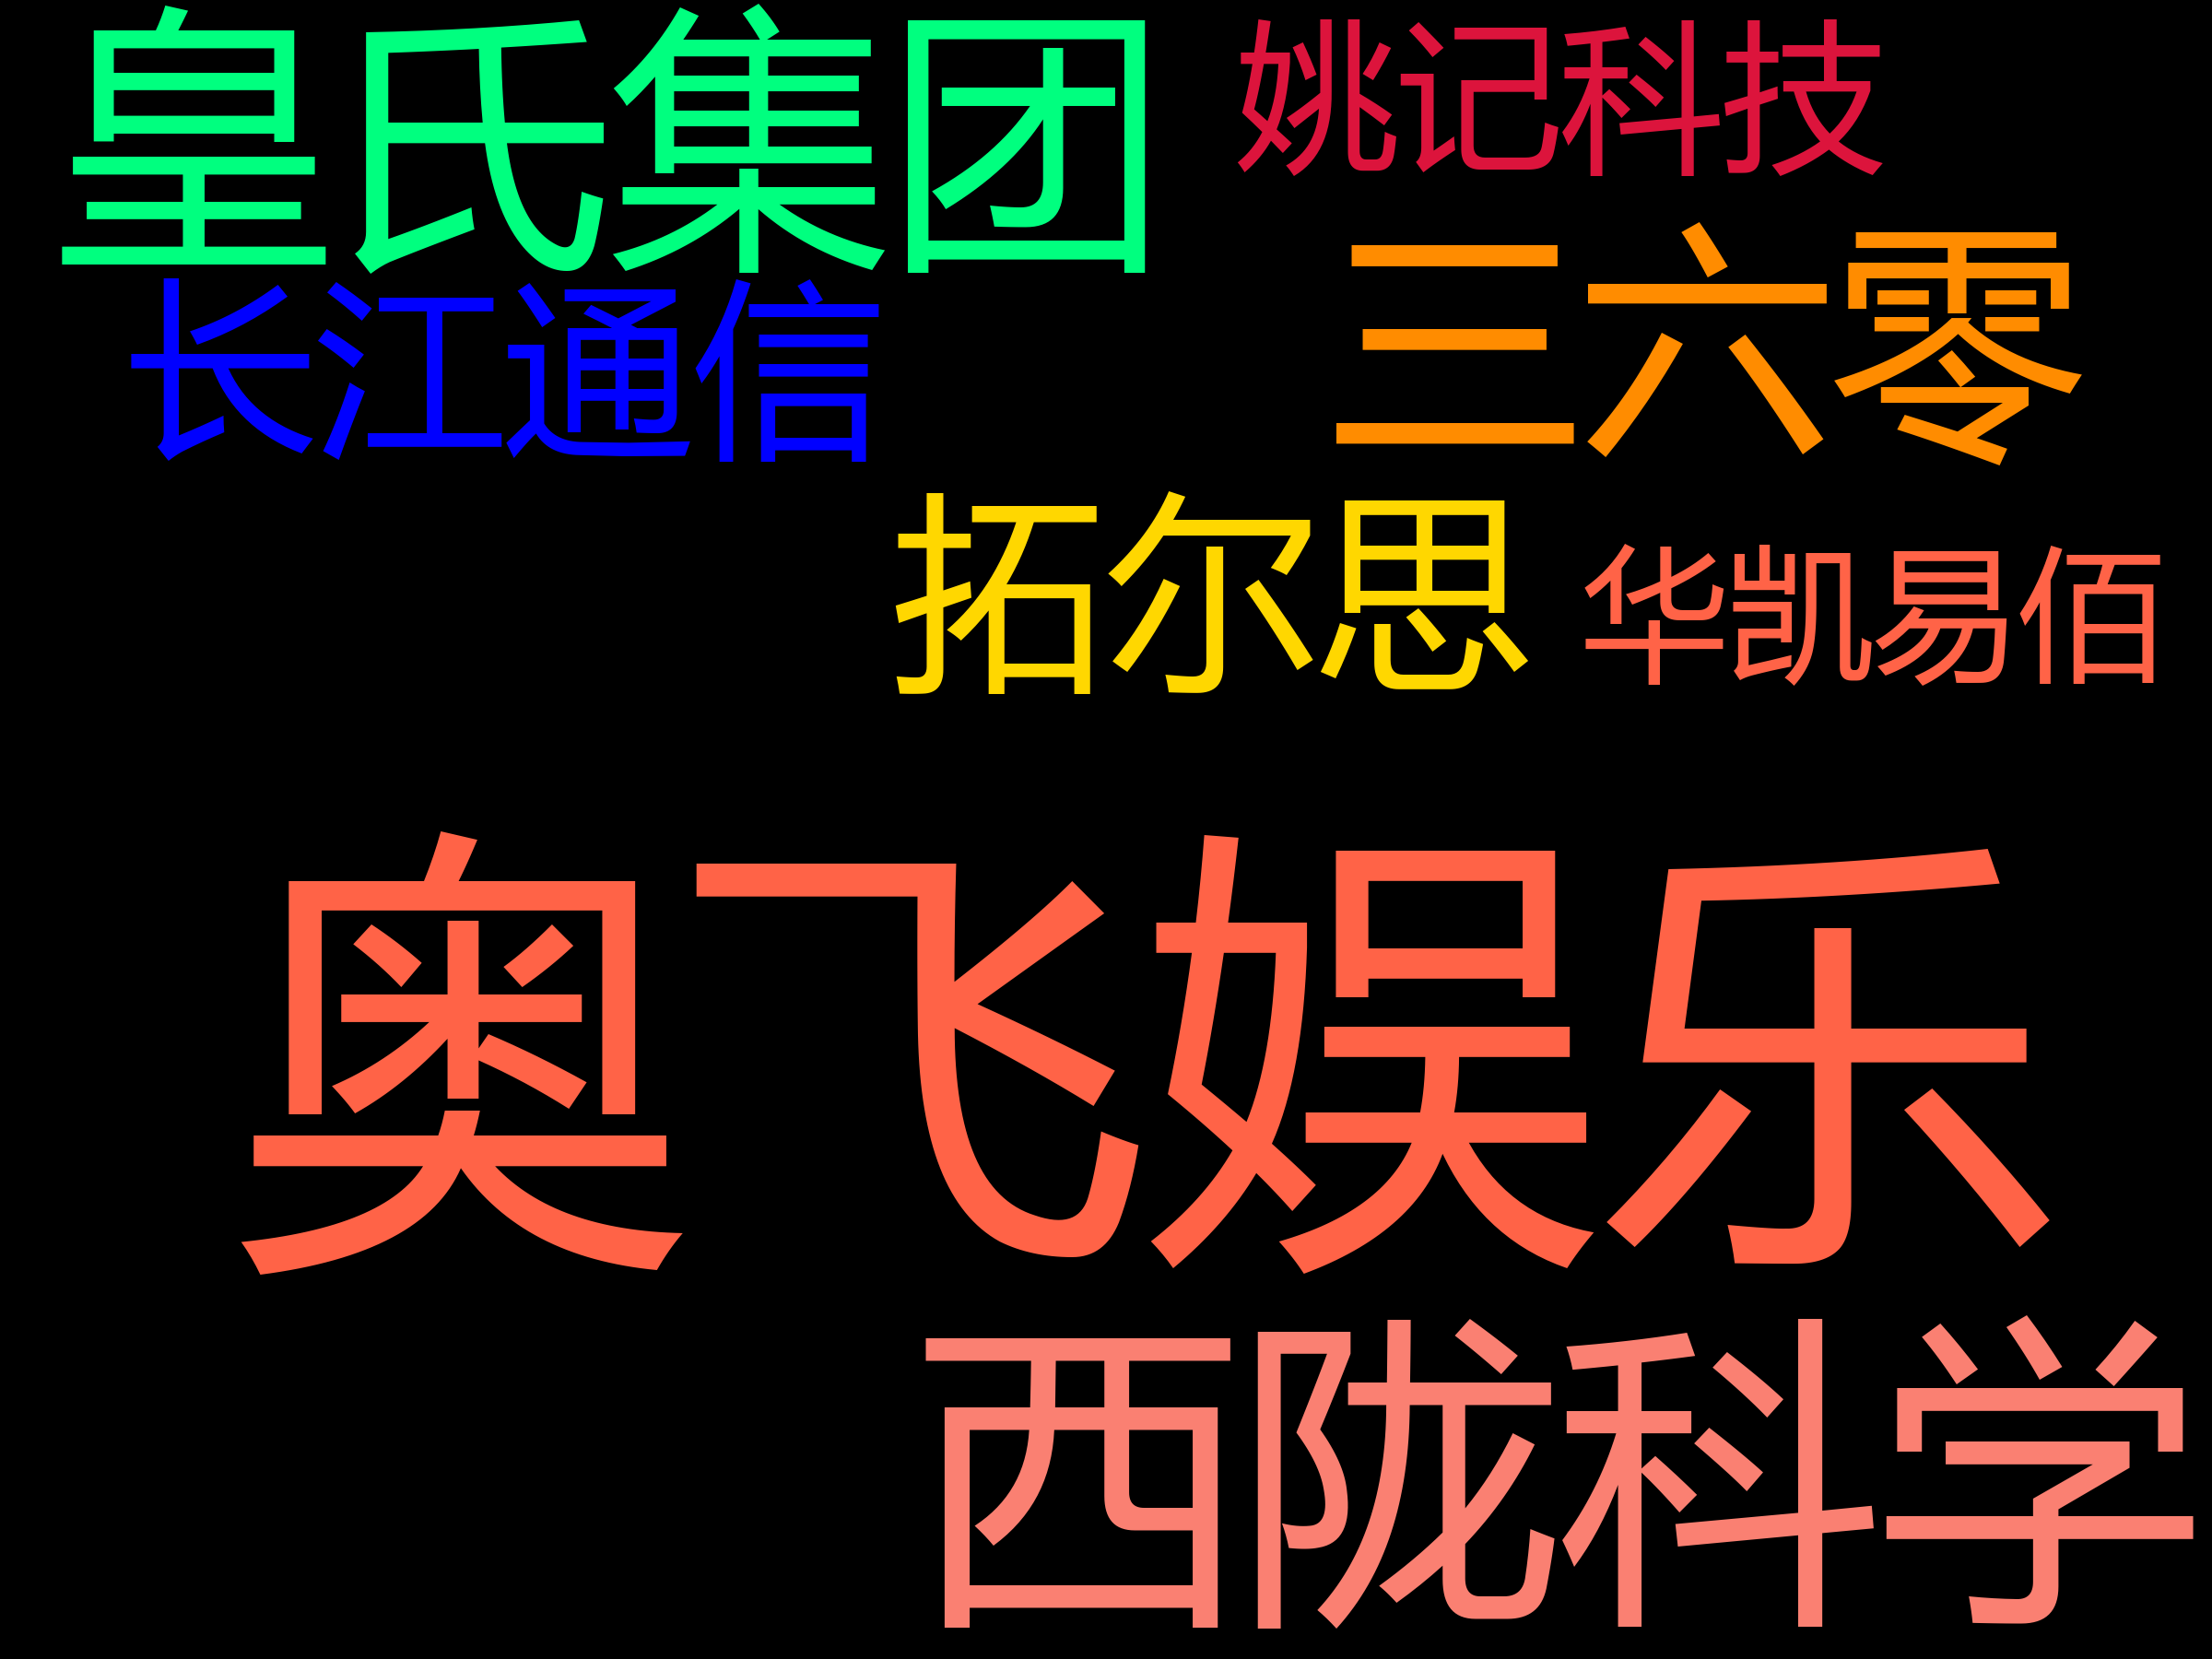 皇氏集团
姚记科技
三六零
长江通信
拓尔思
华凯易佰
奥飞娱乐
西陇科学